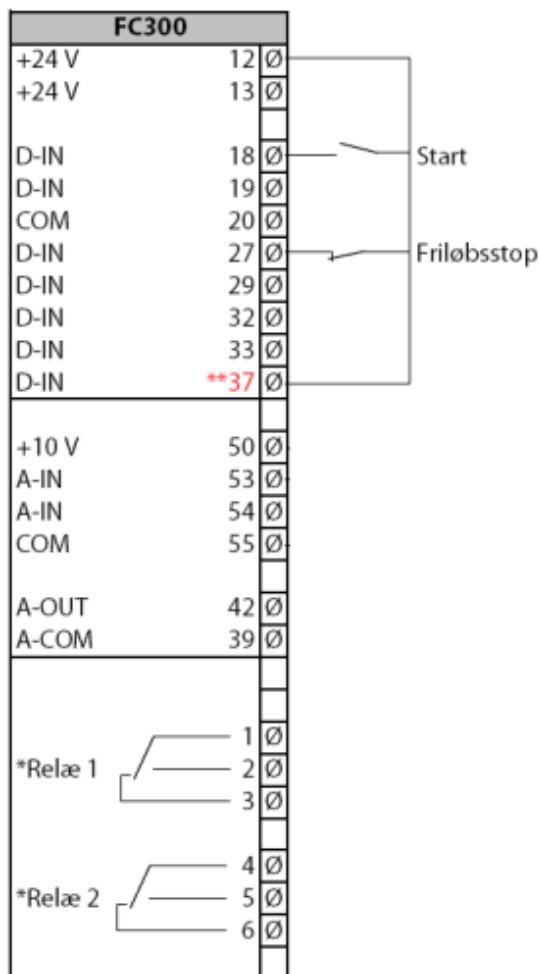 FC300
+24 V 12 Ø
+24 V 13 Ø
D-IN 18 Ø Start
D-IN 19 Ø
COM 20 Ø
D-IN 27 Ø Friløbsstop
D-IN 29 Ø
D-IN 32 Ø
D-IN 33 Ø
D-IN **37 Ø
+10 V 50 Ø
A-IN 53 Ø
A-IN 54 Ø
COM 55 Ø
A-OUT 42 Ø
A-COM 39 Ø
1 Ø
*Relæ 1 2 Ø
3 Ø
4 Ø
*Relæ 2 5 Ø
6 Ø